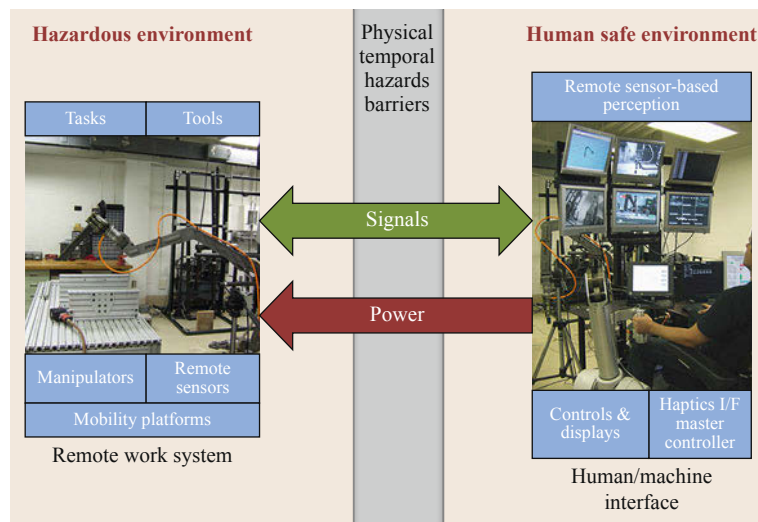 Hazardous environment
Physical
temporal
hazards
barriers
Human safe environment
Tasks
Tools
Remote sensor-based
perception
Signals
Power
Manipulators
Remote
sensors
Mobility platforms
Remote work system
Controls &
displays
Haptics I/F
master
controller
Human/machine
interface